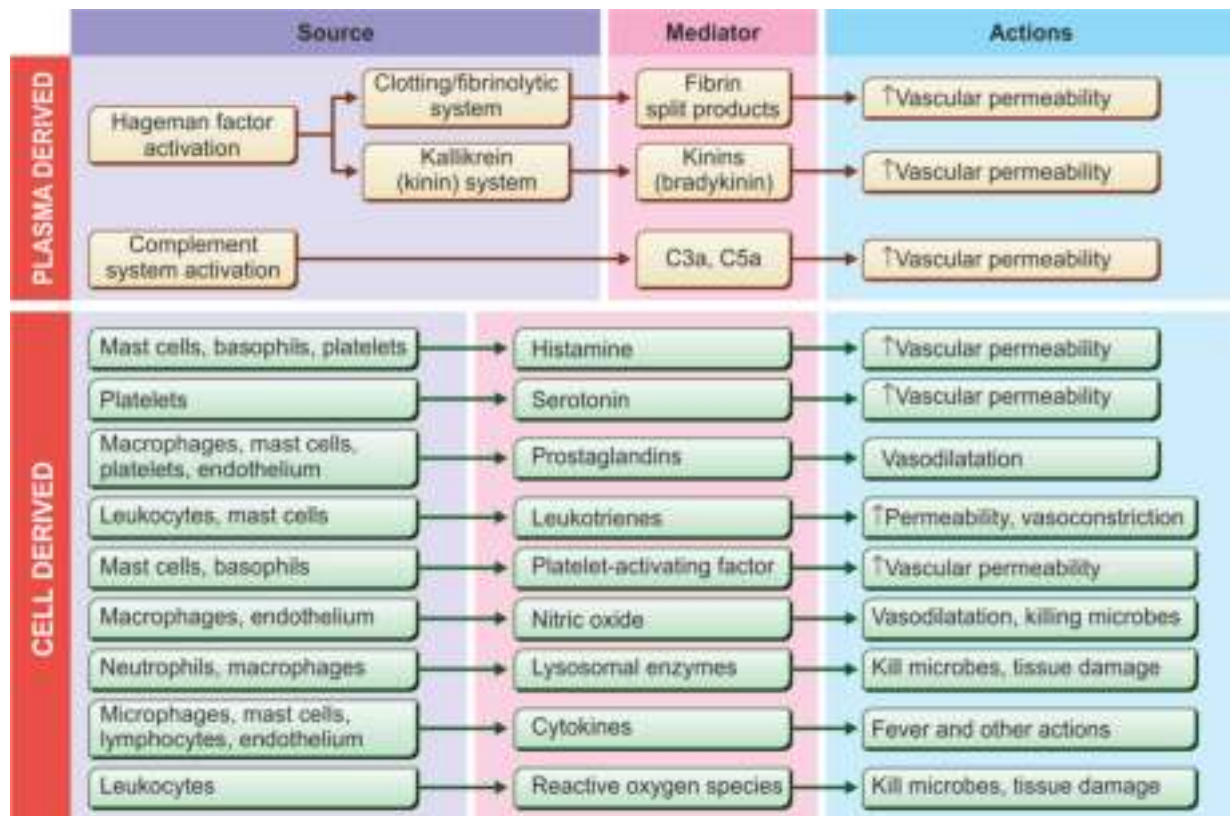 Source
Mediator
Actions
PLASMA DERIVED
Hageman factor
activation
Clotting/fibrinolytic
system
Fibrin
split products
↑Vascular permeability
Kallikrein
(kinin) system
Kinins
(bradykinin)
↑Vascular permeability
Complement
system activation
C3a, C5a
↑Vascular permeability
CELL DERIVED
Mast cells, basophils, platelets
Histamine
↑Vascular permeability
Platelets
Serotonin
↑Vascular permeability
Macrophages, mast cells,
platelets, endothelium
Prostaglandins
Vasodilatation
Leukocytes, mast cells
Leukotrienes
↑Permeability, vasoconstriction
Mast cells, basophils
Platelet-activating factor
↑Vascular permeability
Macrophages, endothelium
Nitric oxide
Vasodilatation, killing microbes
Neutrophils, macrophages
Lysosomal enzymes
Kill microbes, tissue damage
Microphages, mast cells,
lymphocytes, endothelium
Cytokines
Fever and other actions
Leukocytes
Reactive oxygen species
Kill microbes, tissue damage